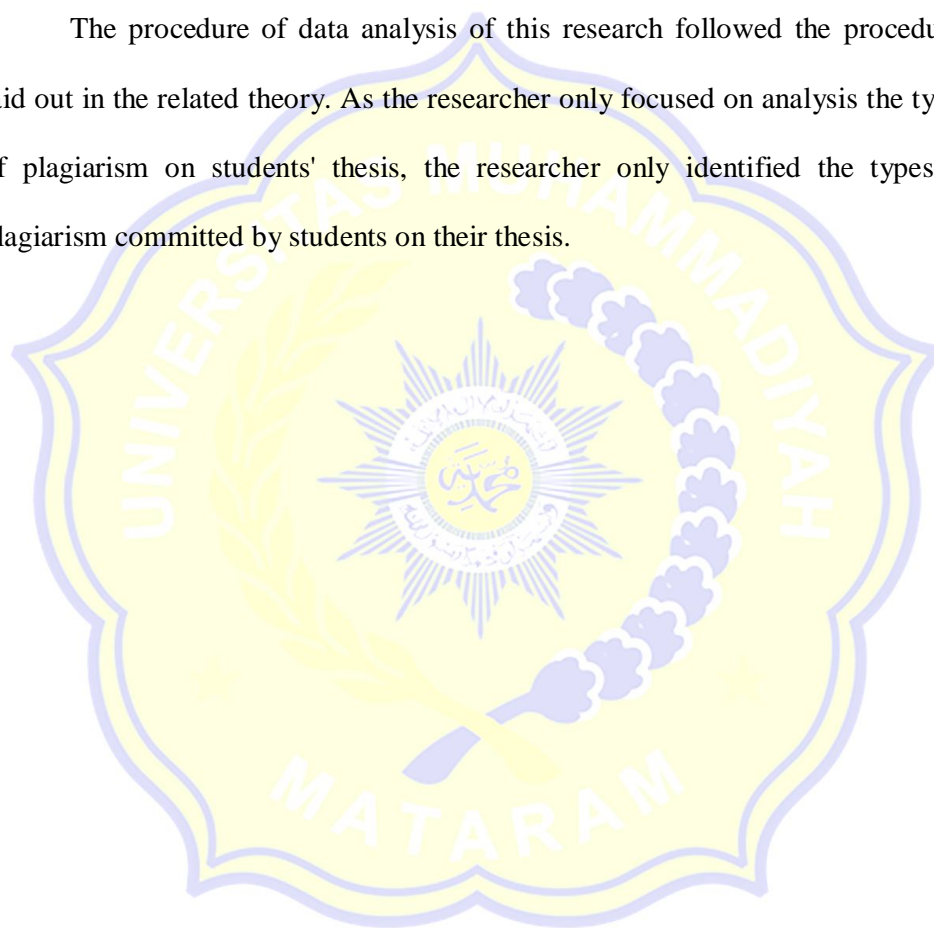 The procedure of data analysis of this research followed the procedu
id out in the related theory. As the researcher only focused on analysis the ty
f plagiarism on students' thesis, the researcher only identified the types
lagiarism committed by students on their thesis.
UNIVERSITAS MUHAMMADIYAH
MATARAM